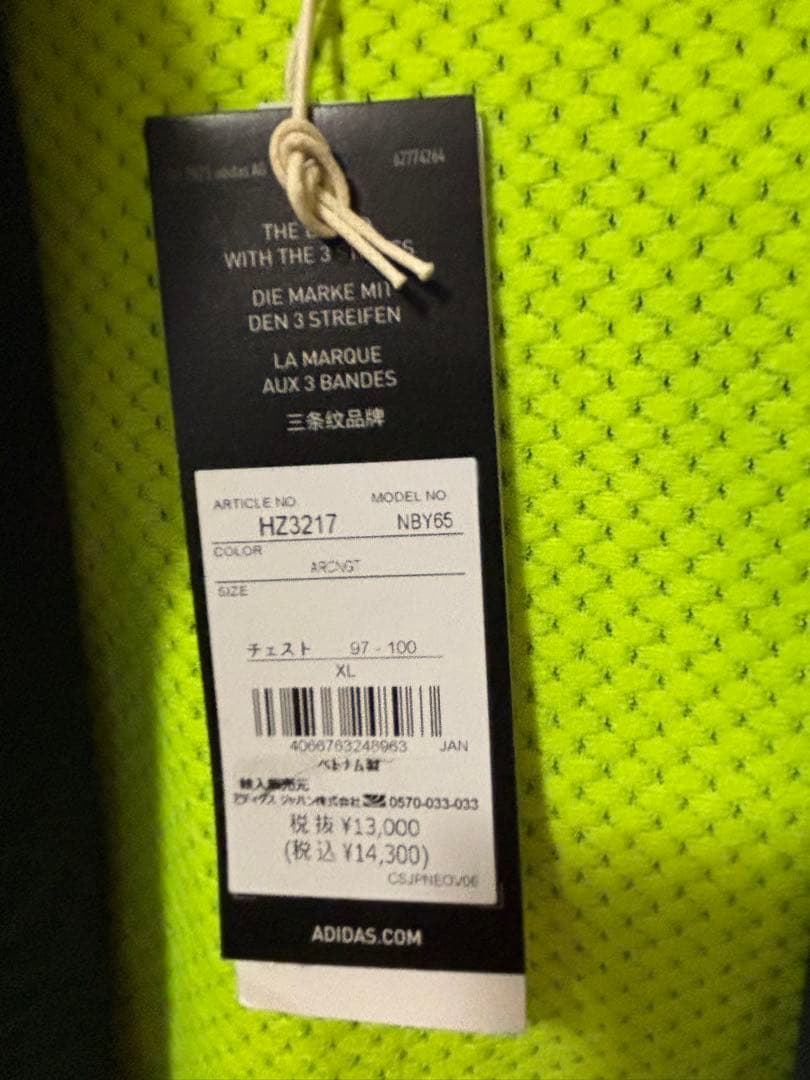 adidas AG 62774264
THE
WITH THE 3
DIE MARKE MIT
DEN 3 STREIFEN
LA MARQUE
AUX 3 BANDES
三条纹品牌
ARTICLE NO. MODEL NO.
HZ3217 NBY65
COLOR
ARCNGT
SIZE
チェスト 97 - 100
XL
4066763248963 JAN
ベトナム製
輸入販売元
アディダス ジャパン株式会社 0570-033-033
税抜 ¥13,000
(税込 ¥14,300)
CSJPNEOV06
ADIDAS.COM